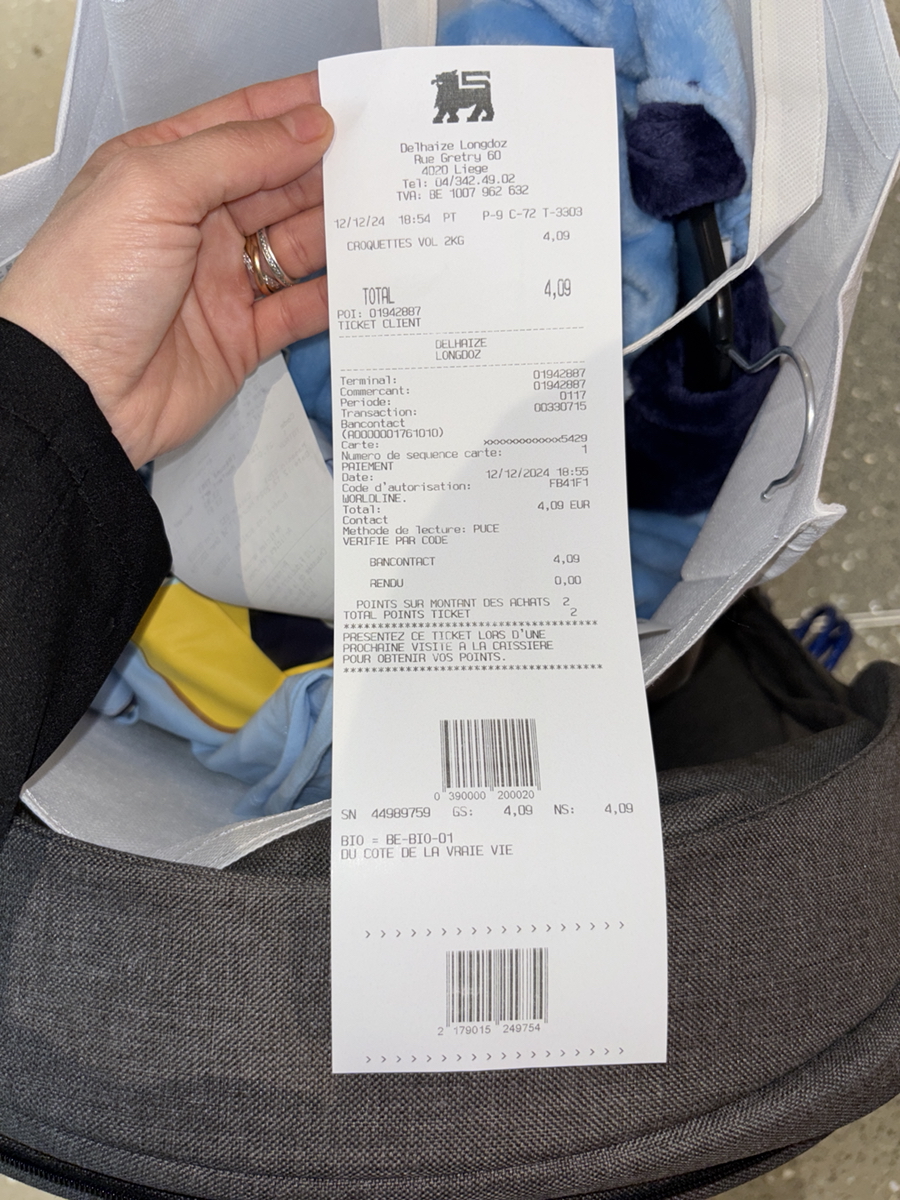 Delhaize Longdoz
Rue Gretry 60
4020 Liege
Tel: 04/342.49.02
TVA: BE 1007 962 632
12/12/24 18:54 PT P-9 C-72 T-3303
CROQUETTES VOL 2KG 4,09
TOTAL 4,09
POI: 01942887
TICKET CLIENT
DELHAIZE
LONGDOZ
Terminal: 01942887
Commercant: 01942887
Periode: 0117
Transaction: 00330715
Bancontact
(A0000001761010)
Carte: xxxxxxxxxxxxx5429
Numero de sequence carte: 1
PAIEMENT
Date: 12/12/2024 18:55
Code d'autorisation: FB41F1
WORLDLINE.
Total: 4,09 EUR
Contact
Methode de lecture: PUCE
VERIFIE PAR CODE
BANCONTACT 4,09
RENDU 0,00
POINTS SUR MONTANT DES ACHATS 2
TOTAL POINTS TICKET 2
PRESENTEZ CE TICKET LORS D'UNE
PROCHAINE VISITE A LA CAISSIERE
POUR OBTENIR VOS POINTS.
0 390000 200020
SN 44989759 GS: 4,09 NS: 4,09
BIO = BE-BIO-01
DU COTE DE LA VRAIE VIE
> > > > > > > > > > > > > > > > > >
2 179015 249754
> > > > > > > > > > > > > > > > > >